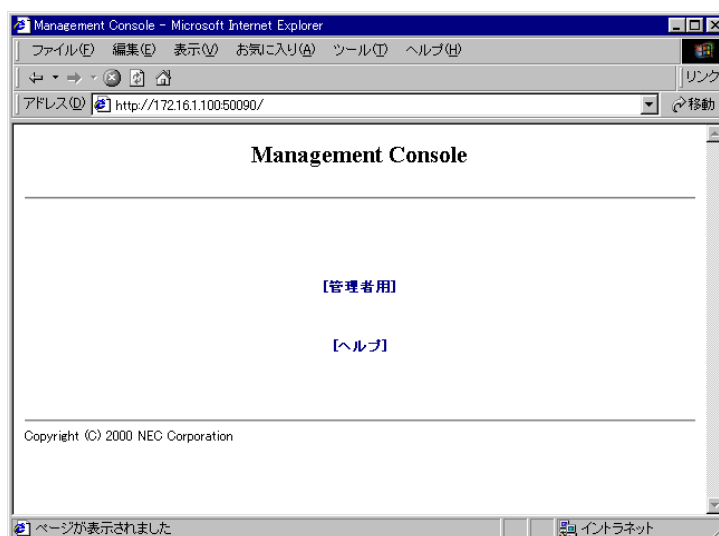 Management Console - Microsoft Internet Explorer
ファイル(F) 編集(E) 表示(V) お気に入り(A) ツール(T) ヘルプ(H)
リンク
アドレス(D) http://172.16.1.100:50090/ 移動
Management Console
[管理者用]
[ヘルプ]
Copyright (C) 2000 NEC Corporation
ページが表示されました イントラネット